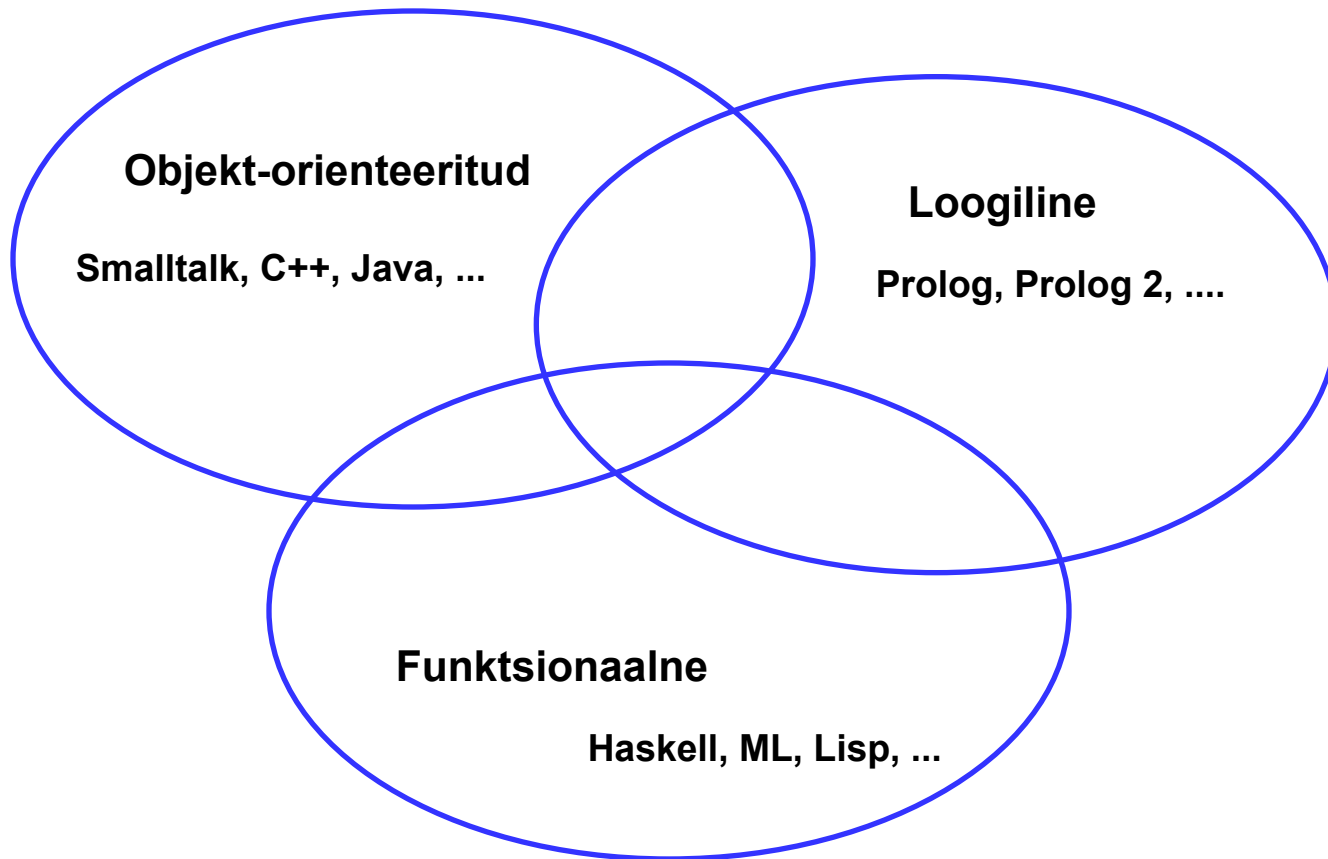 Objekt-orienteeritud
Smalltalk, C++, Java, ...
Loogiline
Prolog, Prolog 2, ....
Funktsionaalne
Haskell, ML, Lisp, ...